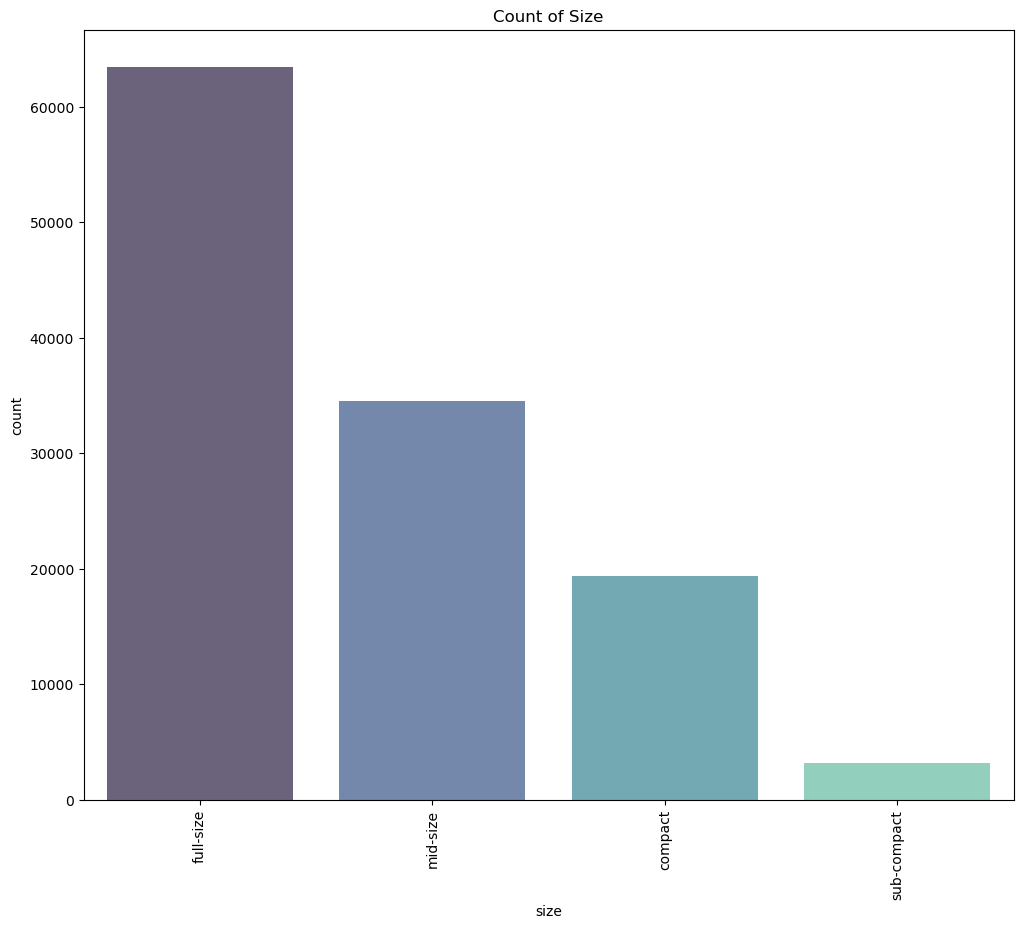 Count of Size
60000
50000
40000
30000
20000
10000
0
count
full-size
mid-size
compact
sub-compact
size